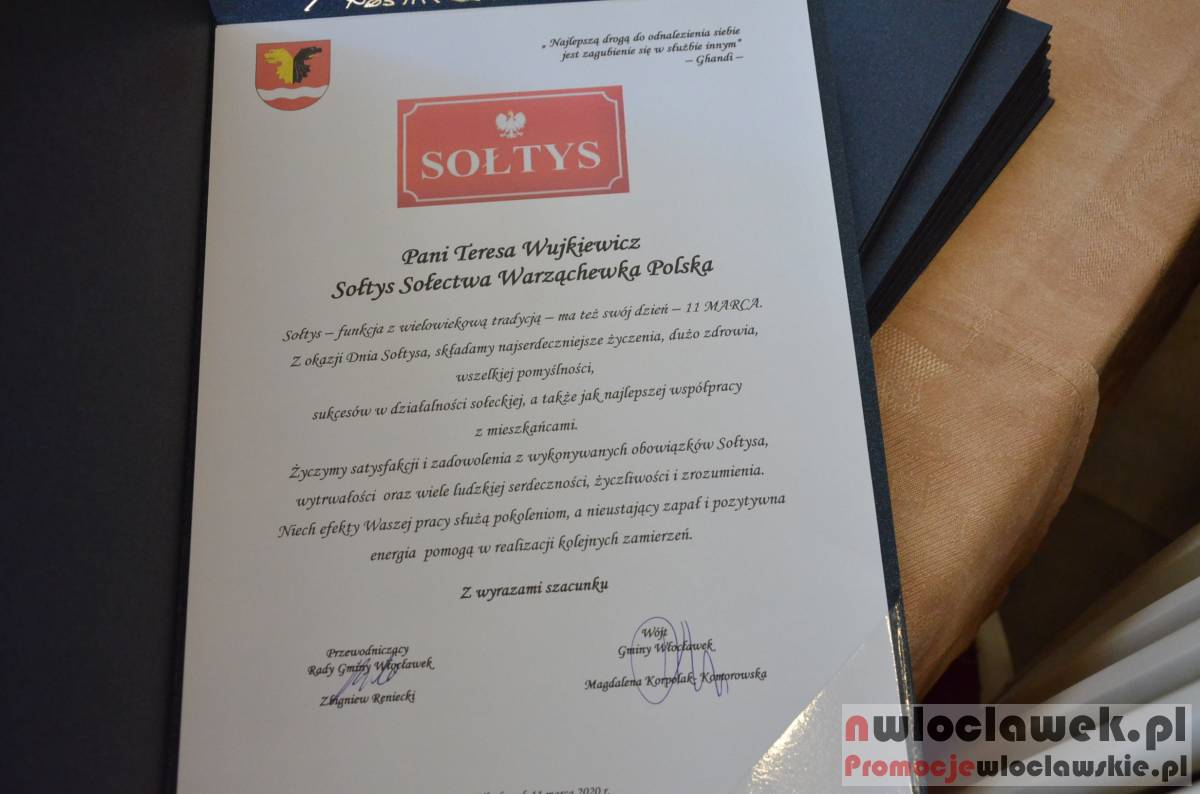 „ Najlepszą drogą do odnalezienia siebie
jest zagubienie się w służbie innym"
– Ghandi –
SOŁTYS
Pani Teresa Wujkiewicz
Sołtys Sołectwa Warząchewka Polska
Sołtys – funkcja z wielowiekową tradycją – ma też swój dzień – 11 MARCA.
Z okazji Dnia Sołtysa, składamy najserdeczniejsze życzenia, dużo zdrowia,
wszelkiej pomyślności,
sukcesów w działalności sołeckiej, a także jak najlepszej współpracy
z mieszkańcami.
Życzymy satysfakcji i zadowolenia z wykonywanych obowiązków Sołtysa,
wytrwałości oraz wiele ludzkiej serdeczności, życzliwości i zrozumienia.
Niech efekty Waszej pracy służą pokoleniom, a nieustający zapał i pozytywna
energia pomogą w realizacji kolejnych zamierzeń.
Z wyrazami szacunku
Przewodniczący
Rady Gminy Włocławek
Zbigniew Reniecki
Wójt
Gminy Włocławek
Magdalena Korpolak- Komorowska
11 marca 2020 r.
nwloclawek.pl
Promocjewloclawskie.pl